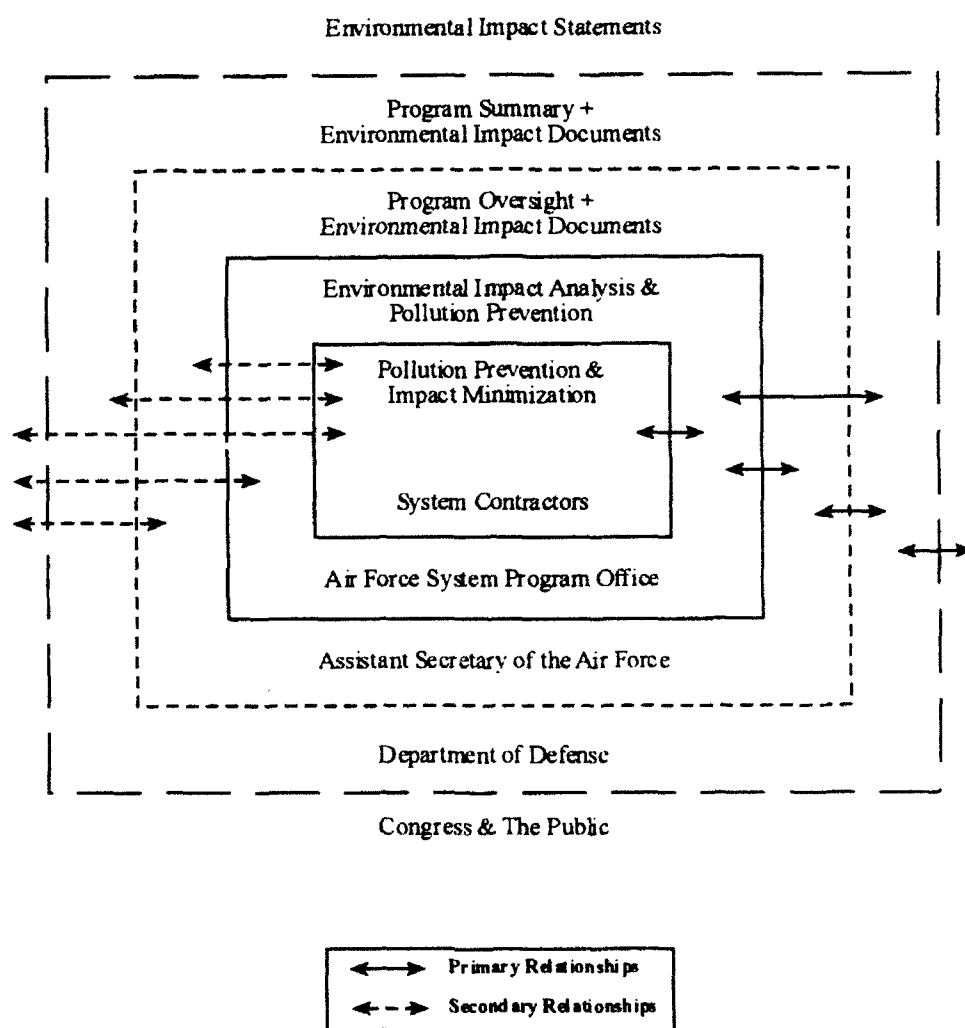 Environmental Impact Statements
Program Summary +
Environmental Impact Documents
Program Oversight +
Environmental Impact Documents
Environmental Impact Analysis &
Pollution Prevention
Pollution Prevention &
Impact Minimization
System Contractors
Air Force System Program Office
Assistant Secretary of the Air Force
Department of Defense
Congress & The Public
Primary Relationships
Secondary Relationships